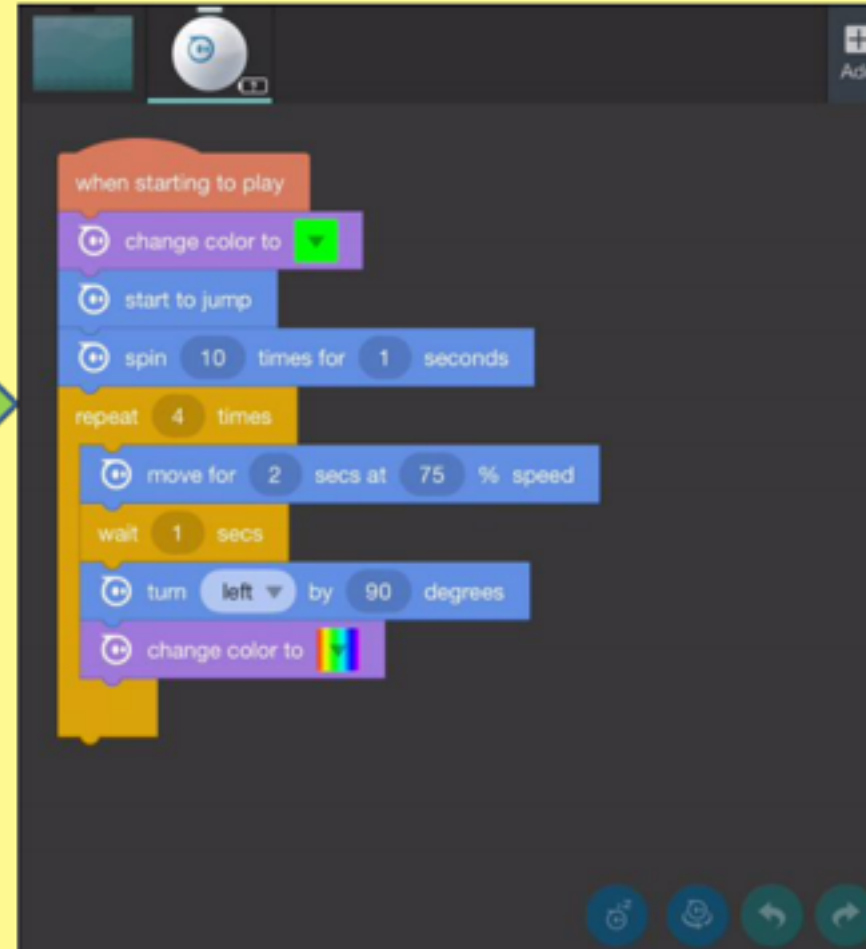 Add
when starting to play
change color to
start to jump
spin 10 times for 1 seconds
repeat 4 times
move for 2 secs at 75 % speed
wait 1 secs
turn left by 90 degrees
change color to